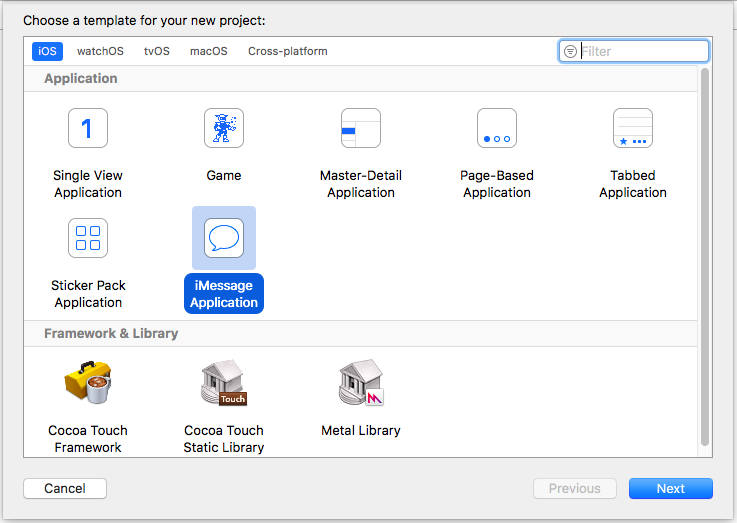 Choose a template for your new project:
iOS watchOS tvOS macOS Cross-platform Filter
Application
1
Single View Application
Game
Master-Detail Application
Page-Based Application
Tabbed Application
Sticker Pack Application
iMessage Application
Framework & Library
Cocoa Touch Framework
Touch
Cocoa Touch Static Library
Metal Library
Cancel Previous Next